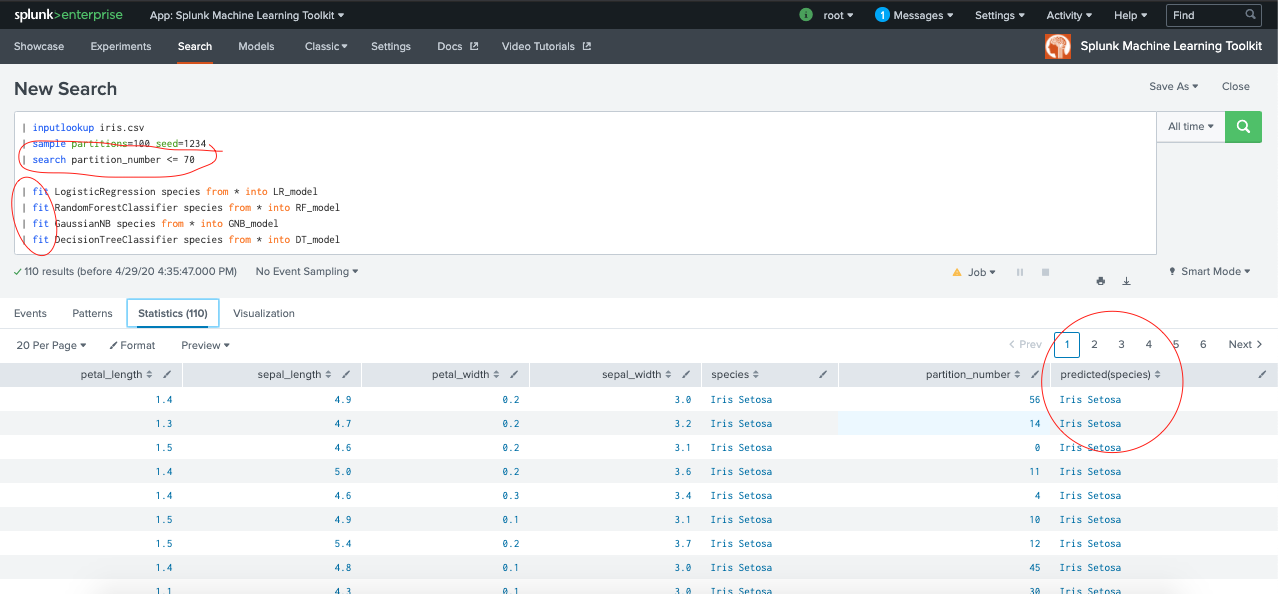 splunk>enterprise App: Splunk Machine Learning Toolkit i root 1 Messages Settings Activity Help Find
Showcase Experiments Search Models Classic Settings Docs Video Tutorials Splunk Machine Learning Toolkit
New Search Save As Close
| inputlookup iris.csv All time
| sample partitions=100 seed=1234
| search partition_number <= 70
| fit LogisticRegression species from * into LR_model
| fit RandomForestClassifier species from * into RF_model
| fit GaussianNB species from * into GNB_model
| fit DecisionTreeClassifier species from * into DT_model
110 results (before 4/29/20 4:35:47.000 PM) No Event Sampling Job Smart Mode
Events Patterns Statistics (110) Visualization
20 Per Page Format Preview Prev 1 2 3 4 5 6 Next
petal_length sepal_length petal_width sepal_width species partition_number predicted(species)
1.4 4.9 0.2 3.0 Iris Setosa 56 Iris Setosa
1.3 4.7 0.2 3.2 Iris Setosa 14 Iris Setosa
1.5 4.6 0.2 3.1 Iris Setosa 0 Iris Setosa
1.4 5.0 0.2 3.6 Iris Setosa 11 Iris Setosa
1.4 4.6 0.3 3.4 Iris Setosa 4 Iris Setosa
1.5 4.9 0.1 3.1 Iris Setosa 10 Iris Setosa
1.5 5.4 0.2 3.7 Iris Setosa 12 Iris Setosa
1.4 4.8 0.1 3.0 Iris Setosa 45 Iris Setosa
1.1 4.3 0.1 3.0 Iris Setosa 30 Iris Setosa